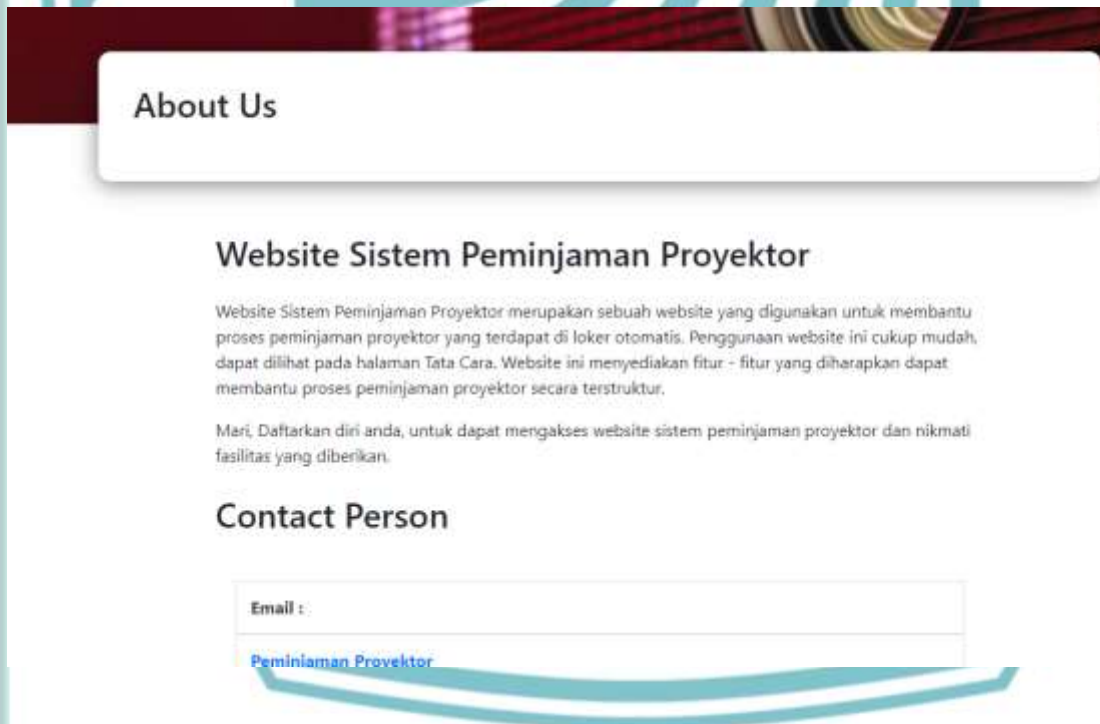 About Us
Website Sistem Peminjaman Proyektor
Website Sistem Peminjaman Proyektor merupakan sebuah website yang digunakan untuk membantu
proses peminjaman proyektor yang terdapat di loker otomatis. Penggunaan website ini cukup mudah,
dapat dilihat pada halaman Tata Cara. Website ini menyediakan fitur - fitur yang diharapkan dapat
membantu proses peminjaman proyektor secara terstruktur.
Mari, Daftarkan diri anda, untuk dapat mengakses website sistem peminjaman proyektor dan nikmati
fasilitas yang diberikan.
Contact Person
Email :
Peminjaman Proyektor